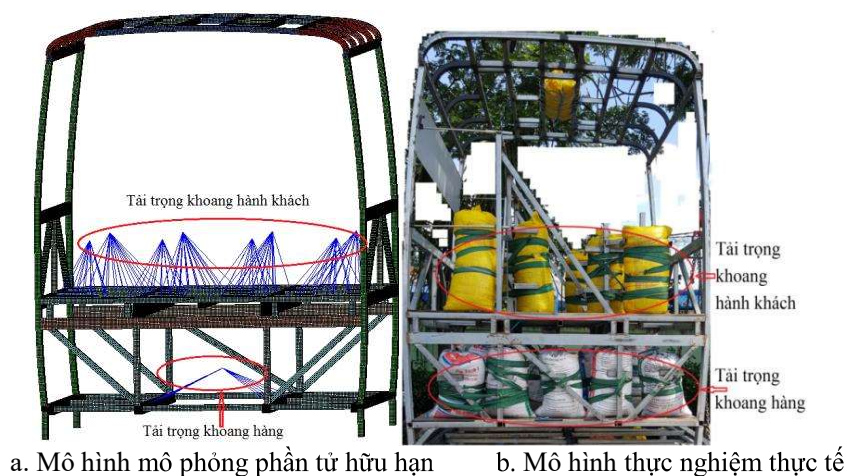 Tải trọng khoang hành khách
Tải trọng khoang hàng
Tải trọng
khoang
hành khách
Tải trọng
khoang hàng
a. Mô hình mô phỏng phần tử hữu hạn
b. Mô hình thực nghiệm thực tế